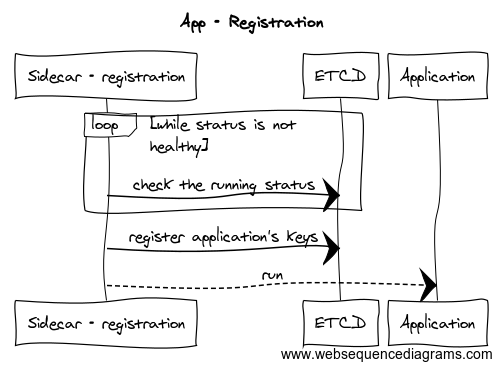 App - Registration
Sidecar - registration
ETCD
Application
loop
[while status is not
healthy]
check the running status
register application's keys
run
Sidecar - registration
ETCD
Application
www.websequencediagrams.com